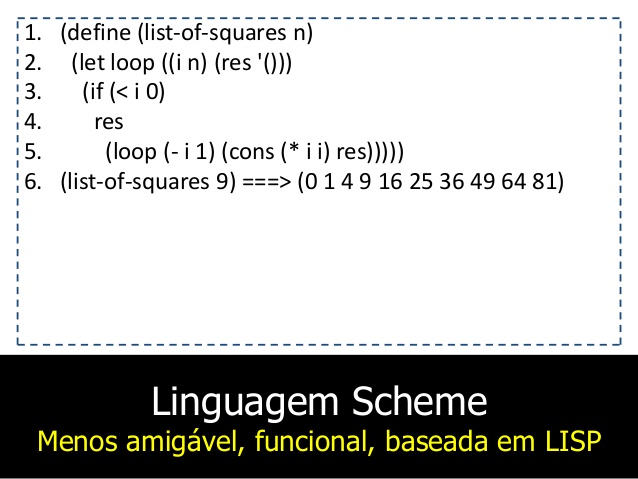 1. (define (list-of-squares n)
2. (let loop ((i n) (res '()))
3. (if (< i 0)
4. res
5. (loop (- i 1) (cons (* i i) res)))))
6. (list-of-squares 9) ===> (0 1 4 9 16 25 36 49 64 81)
Linguagem Scheme
Menos amigável, funcional, baseada em LISP